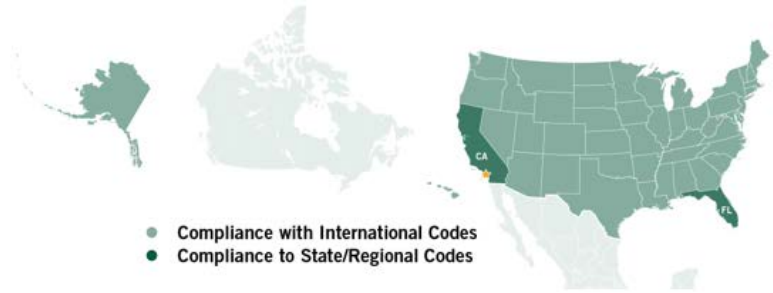 CA
FL
Compliance with International Codes
Compliance to State/Regional Codes